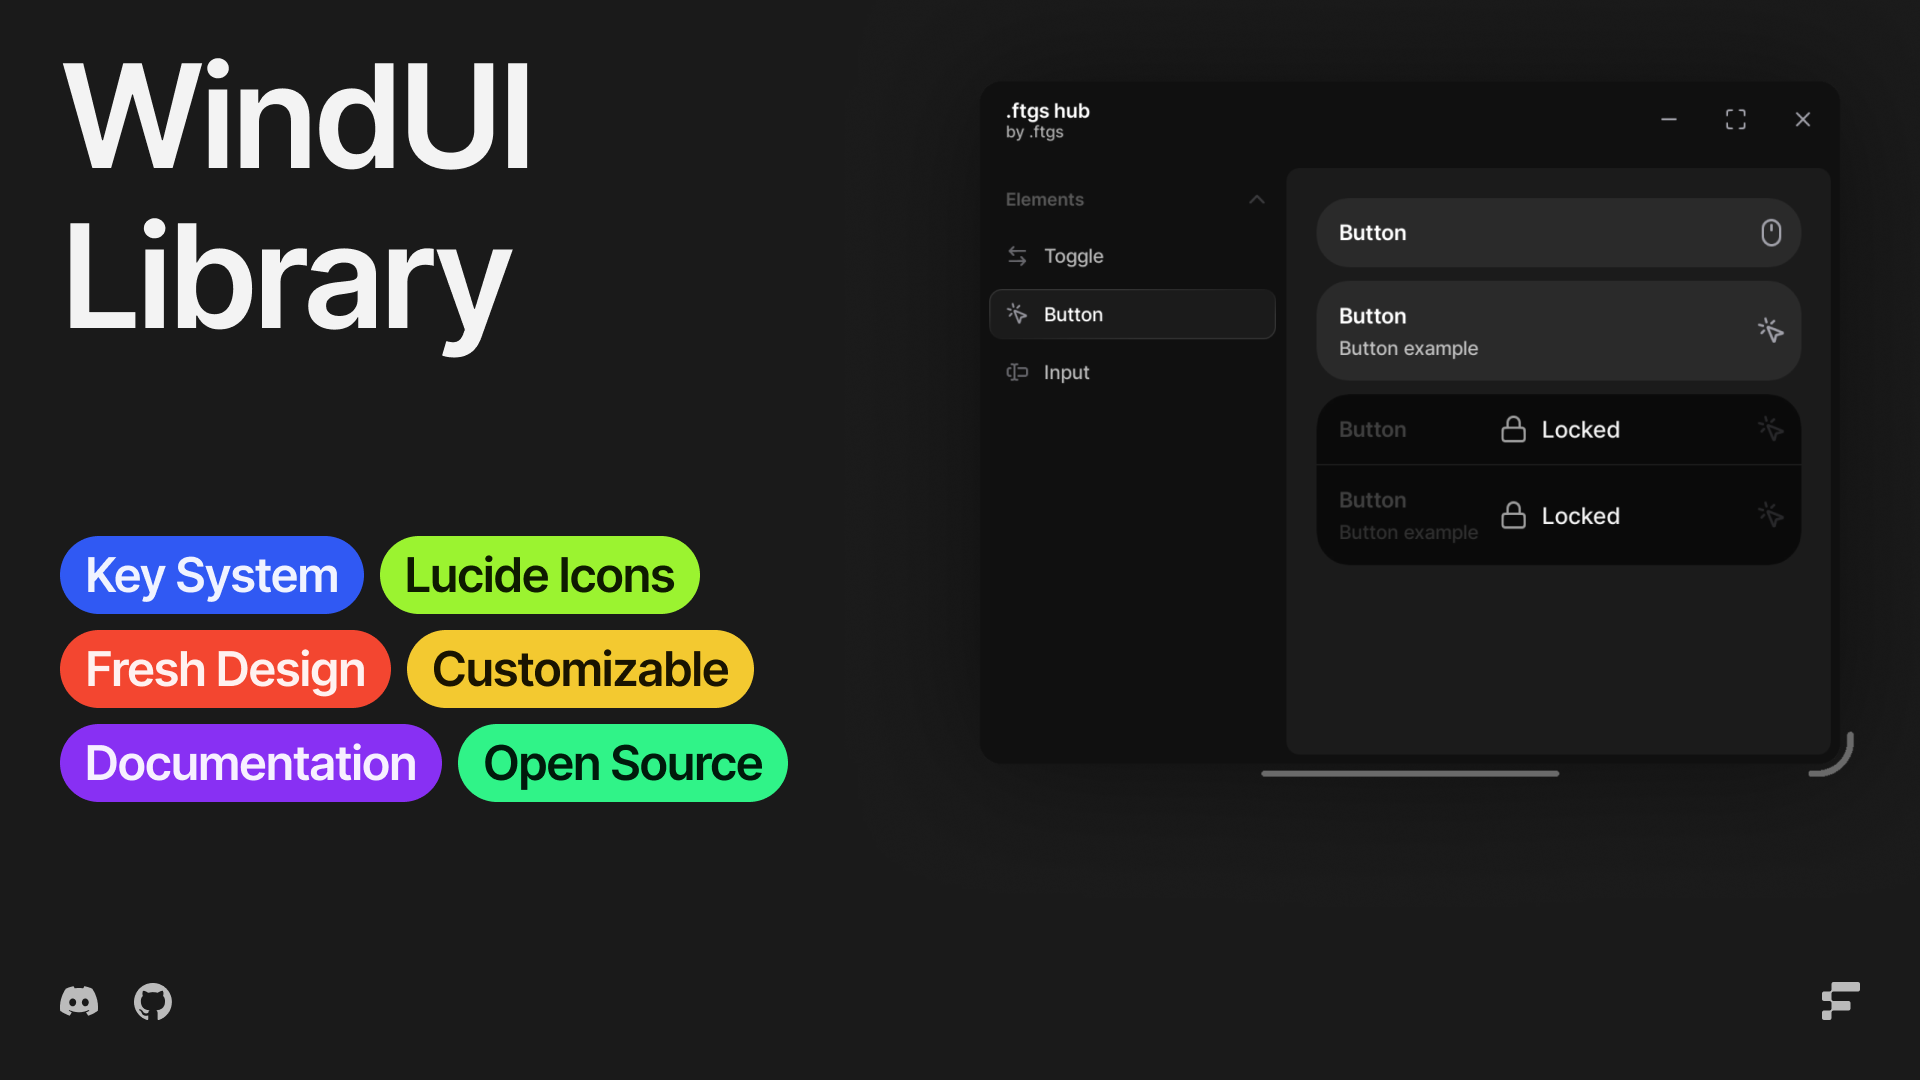 WindUI
Library
Key System
Lucide Icons
Fresh Design
Customizable
Documentation
Open Source
.ftgs hub
by .ftgs
Elements
Toggle
Button
Input
Button
Button
Button example
Button
Locked
Button
Button example
Locked